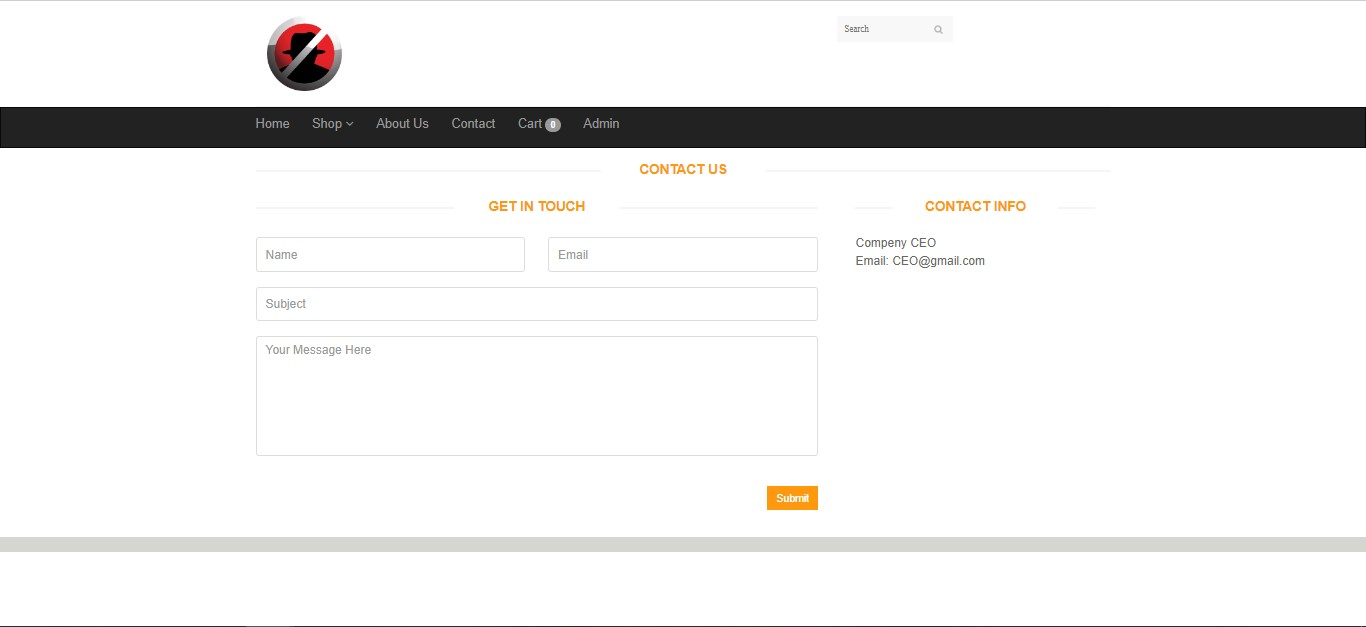 Search
Home Shop About Us Contact Cart 0 Admin
CONTACT US
GET IN TOUCH
CONTACT INFO
Name Email
Subject
Your Message Here
Submit
Compeny CEO
Email: CEO@gmail.com